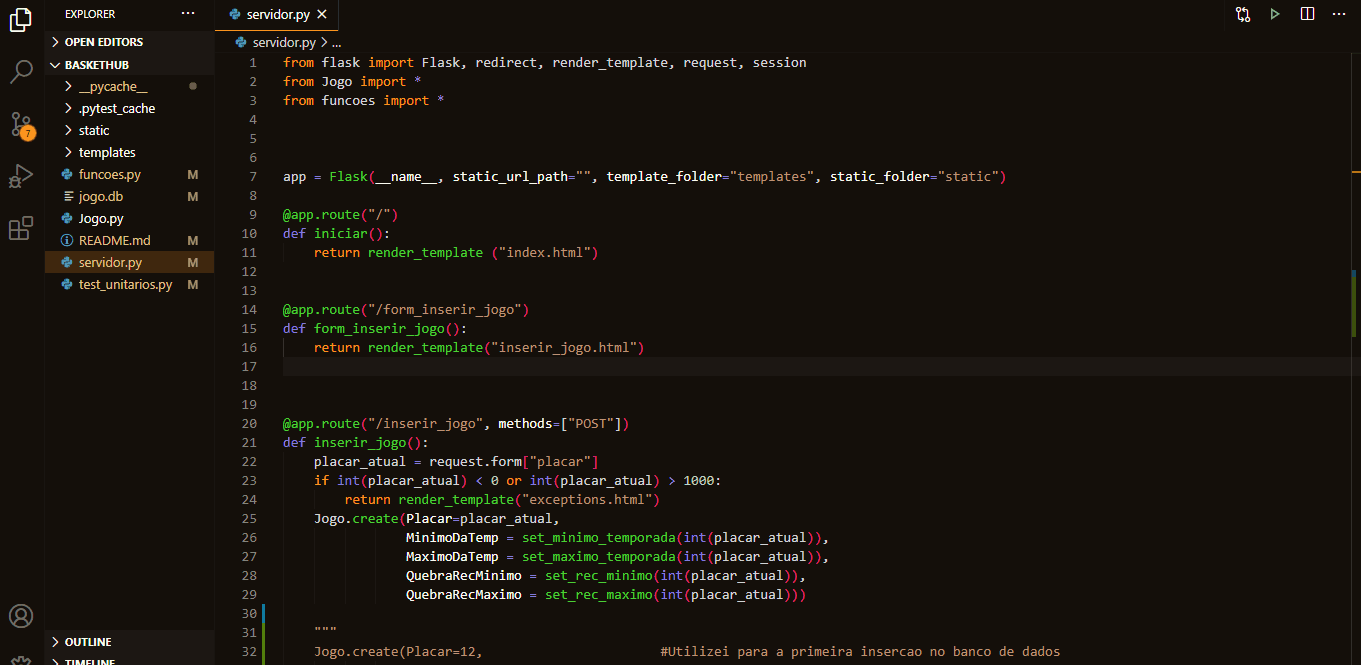 EXPLORER
servidor.py
OPEN EDITORS
servidor.py > ...
BASKETHUB
__pycache__
.pytest_cache
static
templates
funcoes.py M
jogo.db M
Jogo.py
README.md M
servidor.py M
test_unitarios.py M
7
OUTLINE
TIMELINE
1 from flask import Flask, redirect, render_template, request, session
2 from Jogo import *
3 from funcoes import *
4
5
6
7 app = Flask(__name__, static_url_path="", template_folder="templates", static_folder="static")
8
9 @app.route("/")
10 def iniciar():
11     return render_template ("index.html")
12
13
14 @app.route("/form_inserir_jogo")
15 def form_inserir_jogo():
16     return render_template("inserir_jogo.html")
17
18
19
20 @app.route("/inserir_jogo", methods=["POST"])
21 def inserir_jogo():
22     placar_atual = request.form["placar"]
23     if int(placar_atual) < 0 or int(placar_atual) > 1000:
24         return render_template("exceptions.html")
25     Jogo.create(Placar=placar_atual,
26                 MinimoDaTemp = set_minimo_temporada(int(placar_atual)),
27                 MaximoDaTemp = set_maximo_temporada(int(placar_atual)),
28                 QuebraRecMinimo = set_rec_minimo(int(placar_atual)),
29                 QuebraRecMaximo = set_rec_maximo(int(placar_atual)))
30
31     """
32     Jogo.create(Placar=12,                       #Utilizei para a primeira insercao no banco de dados